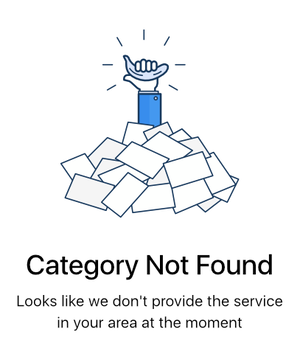 Category Not Found
Looks like we don't provide the service
in your area at the moment